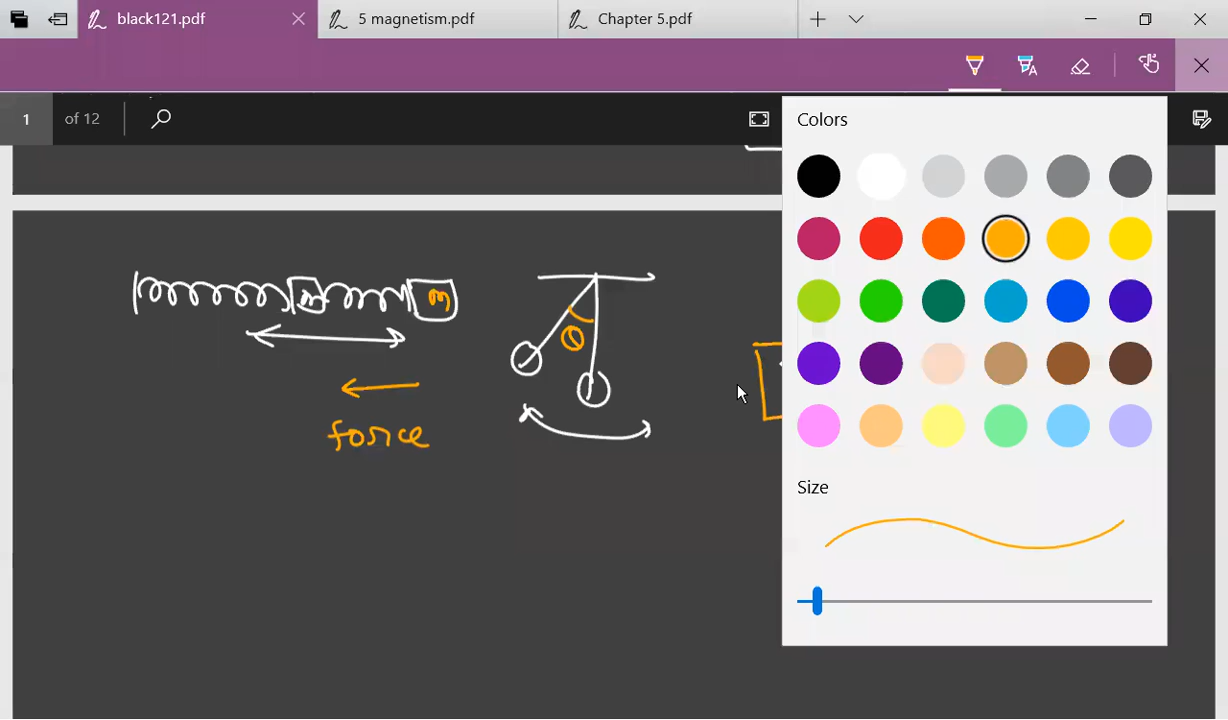 black121.pdf
5 magnetism.pdf
Chapter 5.pdf
1 of 12
Colors
m
m
θ
force
Size